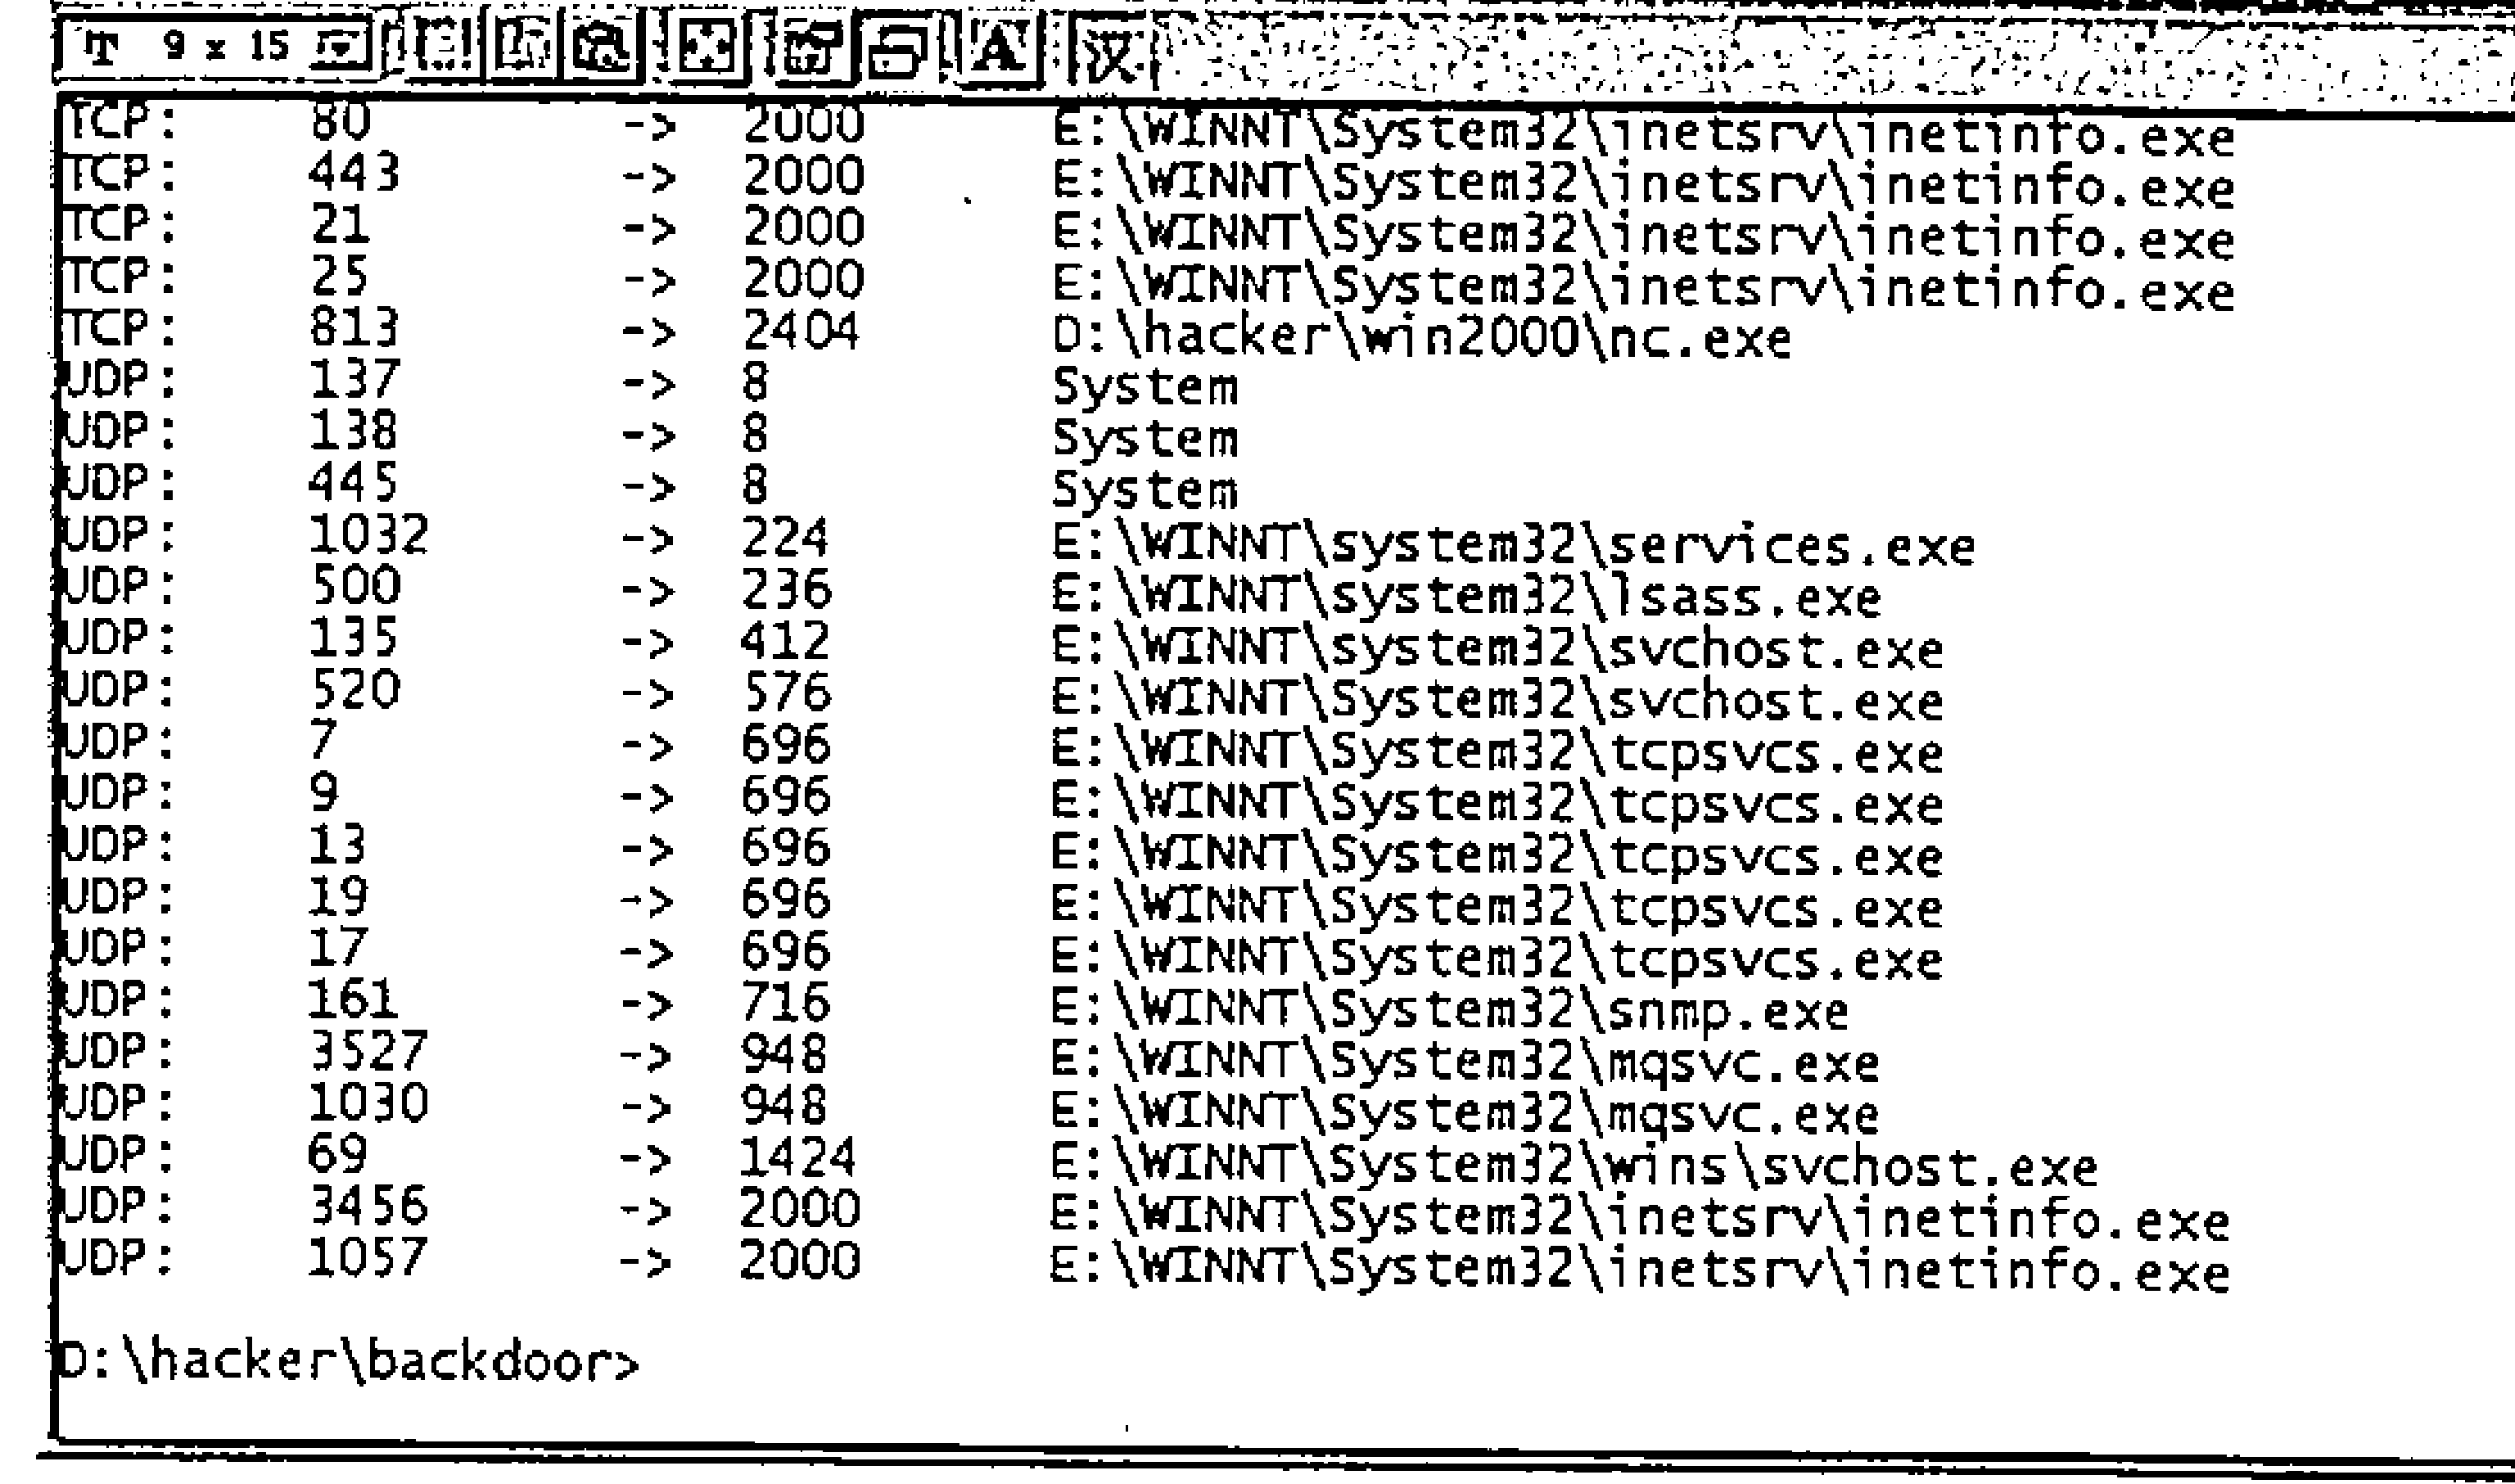 T 9 x 15 A 汉
TCP: 80 -> 2000 E:\WINNT\System32\inetsrv\inetinfo.exe
TCP: 443 -> 2000 E:\WINNT\System32\inetsrv\inetinfo.exe
TCP: 21 -> 2000 E:\WINNT\System32\inetsrv\inetinfo.exe
TCP: 25 -> 2000 E:\WINNT\System32\inetsrv\inetinfo.exe
TCP: 813 -> 2404 D:\hacker\win2000\nc.exe
UDP: 137 -> 8 System
UDP: 138 -> 8 System
UDP: 445 -> 8 System
UDP: 1032 -> 224 E:\WINNT\system32\services.exe
UDP: 500 -> 236 E:\WINNT\system32\lsass.exe
UDP: 135 -> 412 E:\WINNT\system32\svchost.exe
UDP: 520 -> 576 E:\WINNT\System32\svchost.exe
UDP: 7 -> 696 E:\WINNT\System32\tcpsvcs.exe
UDP: 9 -> 696 E:\WINNT\System32\tcpsvcs.exe
UDP: 13 -> 696 E:\WINNT\System32\tcpsvcs.exe
UDP: 19 -> 696 E:\WINNT\System32\tcpsvcs.exe
UDP: 17 -> 696 E:\WINNT\System32\tcpsvcs.exe
UDP: 161 -> 716 E:\WINNT\System32\snmp.exe
UDP: 3527 -> 948 E:\WINNT\System32\mqsvc.exe
UDP: 1030 -> 948 E:\WINNT\System32\mqsvc.exe
UDP: 69 -> 1424 E:\WINNT\System32\wins\svchost.exe
UDP: 3456 -> 2000 E:\WINNT\System32\inetsrv\inetinfo.exe
UDP: 1057 -> 2000 E:\WINNT\System32\inetsrv\inetinfo.exe
D:\hacker\backdoor>